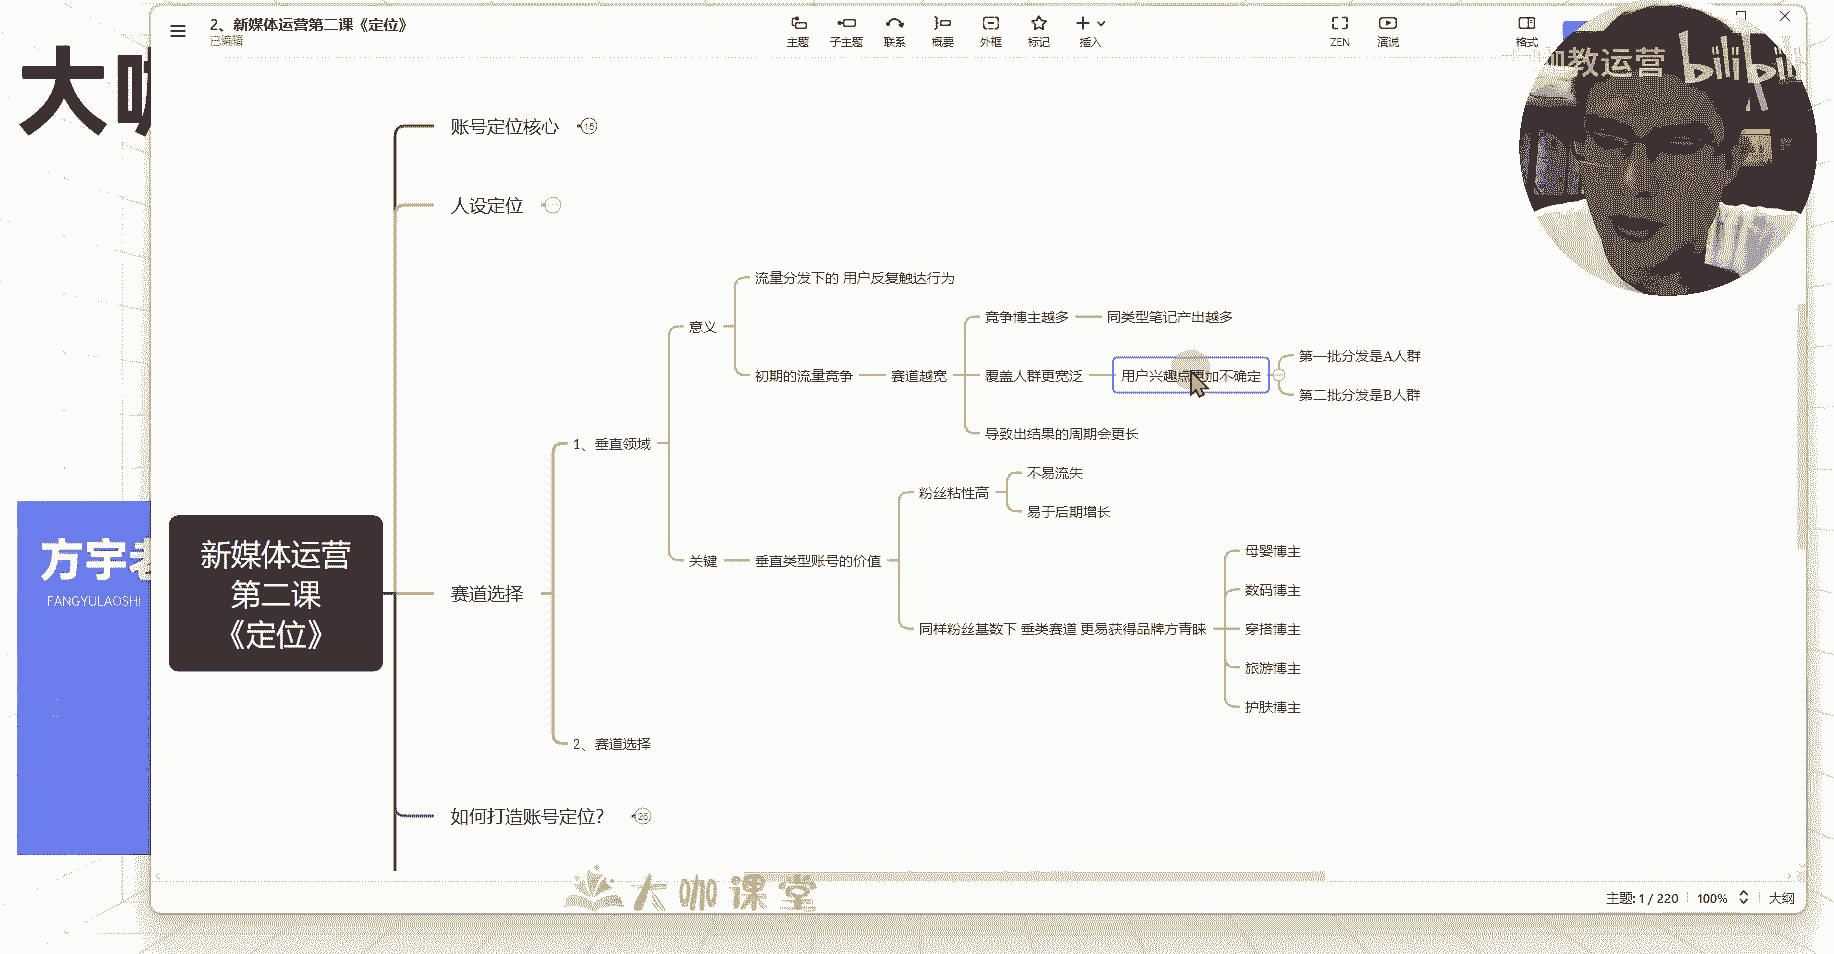 2、新媒体运营第二课《定位》
已编辑
主题
子主题
联系
概要
外框
标记
插入
ZEN
演说
格式
咖教运营
bilibili
大咖
方宇老
FANGYULAOSHI
新媒体运营
第二课
《定位》
账号定位核心
15
人设定位
赛道选择
1、垂直领域
意义
流量分发下的 用户反复触达行为
初期的流量竞争
赛道越宽
竞争博主越多
同类型笔记产出越多
覆盖人群更宽泛
用户兴趣点更加不确定
第一批分发是A人群
第二批分发是B人群
导致出结果的周期会更长
关键
垂直类型账号的价值
粉丝粘性高
不易流失
易于后期增长
同样粉丝基数下 垂类赛道 更易获得品牌方青睐
母婴博主
数码博主
穿搭博主
旅游博主
护肤博主
2、赛道选择
如何打造账号定位?
26
大咖课堂
主题: 1 / 220
100%
大纲